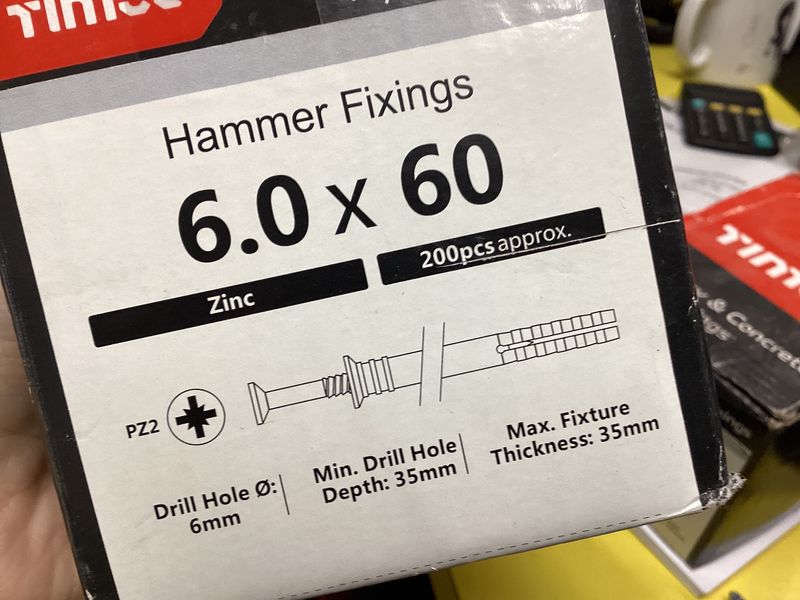 Hammer Fixings
6.0 x 60
Zinc
200pcs approx.
PZ2
Drill Hole Ø:
6mm
Min. Drill Hole
Depth: 35mm
Max. Fixture
Thickness: 35mm
& Concrete